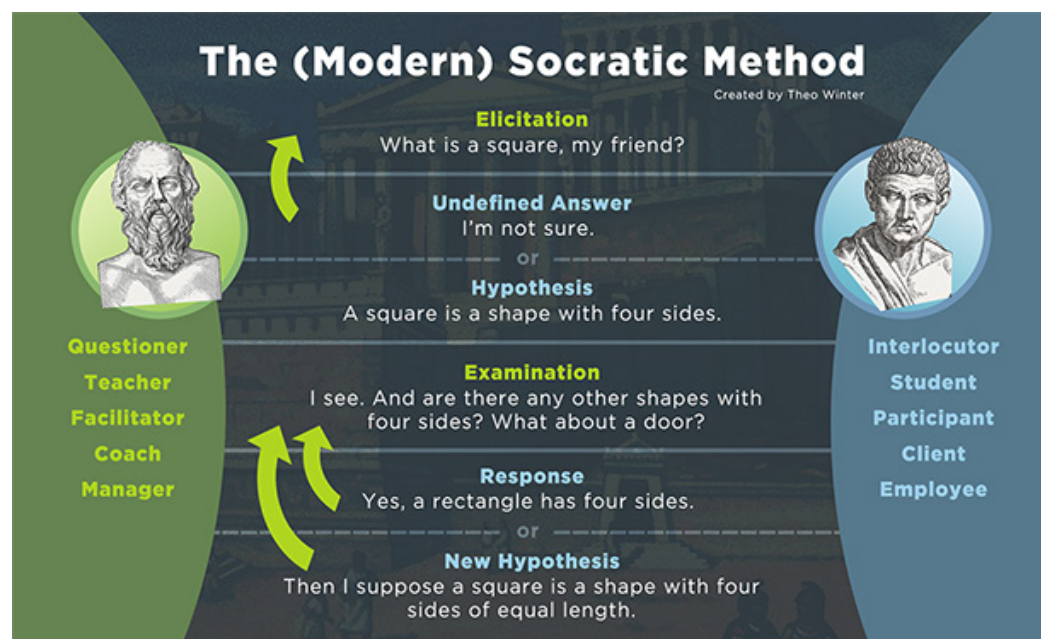 The (Modern) Socratic Method
Created by Theo Winter
Elicitation
What is a square, my friend?
Undefined Answer
I'm not sure.
or
Hypothesis
A square is a shape with four sides.
Examination
I see. And are there any other shapes with
four sides? What about a door?
Response
Yes, a rectangle has four sides.
or
New Hypothesis
Then I suppose a square is a shape with four
sides of equal length.
Questioner
Teacher
Facilitator
Coach
Manager
Interlocutor
Student
Participant
Client
Employee